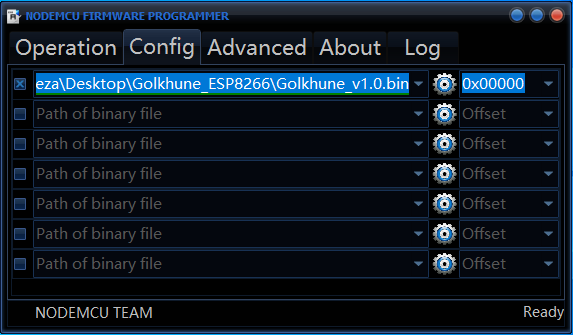 NODEMCU FIRMWARE PROGRAMMER
Operation Config Advanced About Log
eza\Desktop\Golkhune_ESP8266\Golkhune_v1.0.bin 0x00000
Path of binary file Offset
Path of binary file Offset
Path of binary file Offset
Path of binary file Offset
Path of binary file Offset
Path of binary file Offset
NODEMCU TEAM Ready